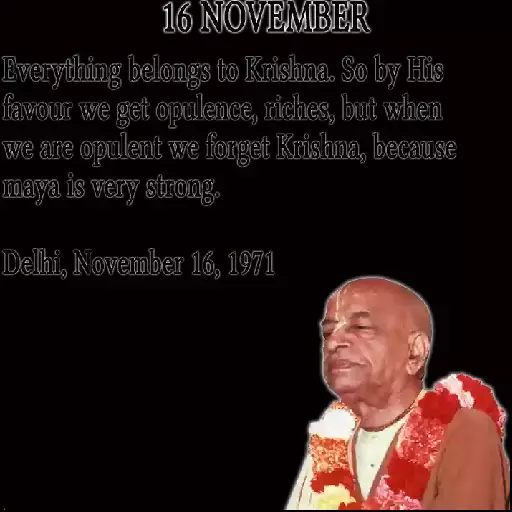 16 NOVEMBER
Everything belongs to Krishna. So by His
favour we get opulence, riches, but when
we are opulent we forget Krishna, because
maya is very strong.
Delhi, November 16, 1971